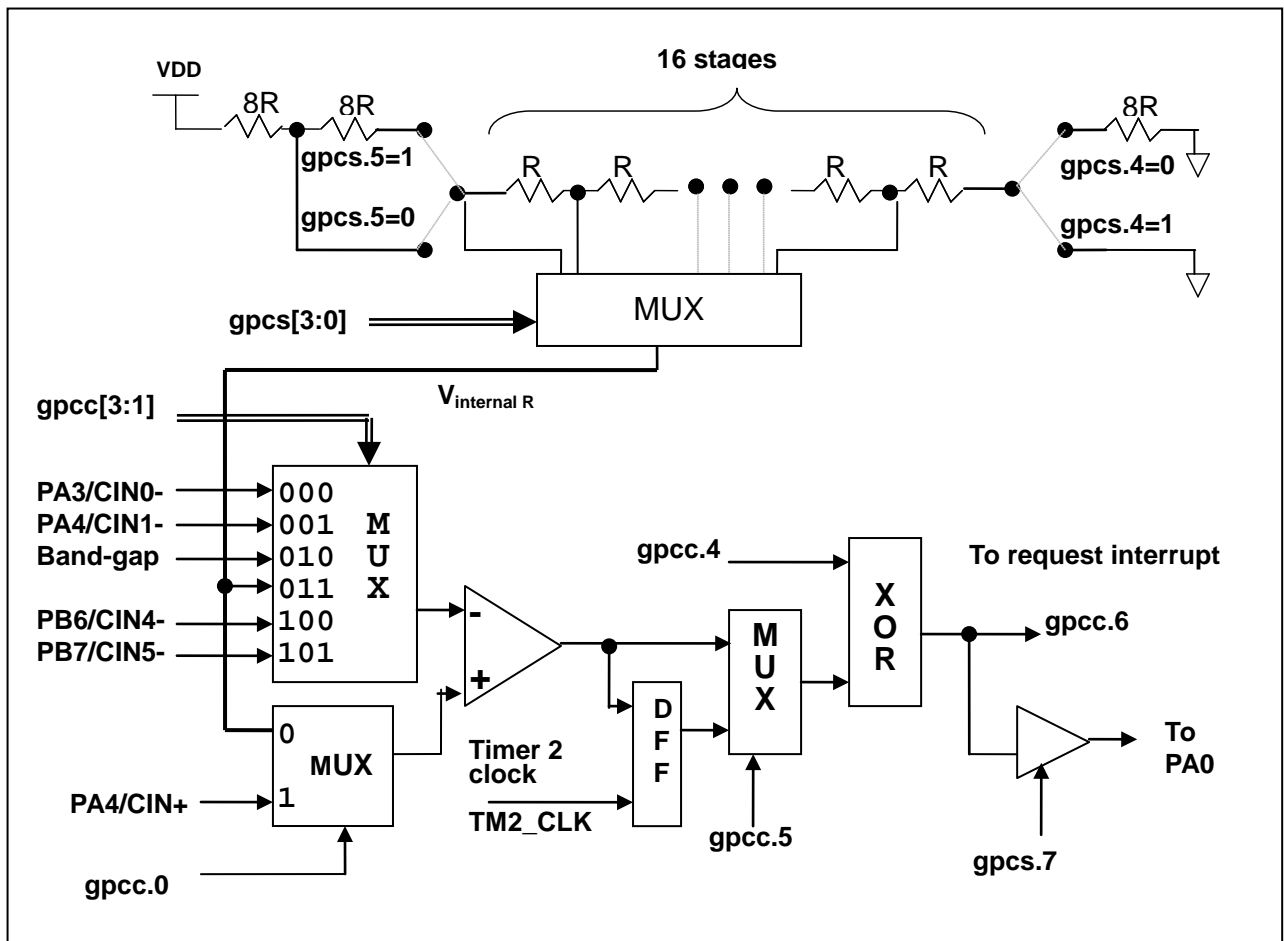 16 stages
VDD
8R
8R
8R
gpcs.5=1
R
R
R
R
gpcs.4=0
gpcs.5=0
gpcs.4=1
MUX
gpcs[3:0]
Vinternal R
gpcc[3:1]
PA3/CIN0-
000
PA4/CIN1-
001
Band-gap
010
011
PB6/CIN4-
100
PB7/CIN5-
101
M
U
X
-
+
gpcc.4
To request interrupt
X
O
R
gpcc.6
M
U
X
D
F
F
0
MUX
1
PA4/CIN+
Timer 2
clock
TM2_CLK
gpcc.5
To
PA0
gpcs.7
gpcc.0